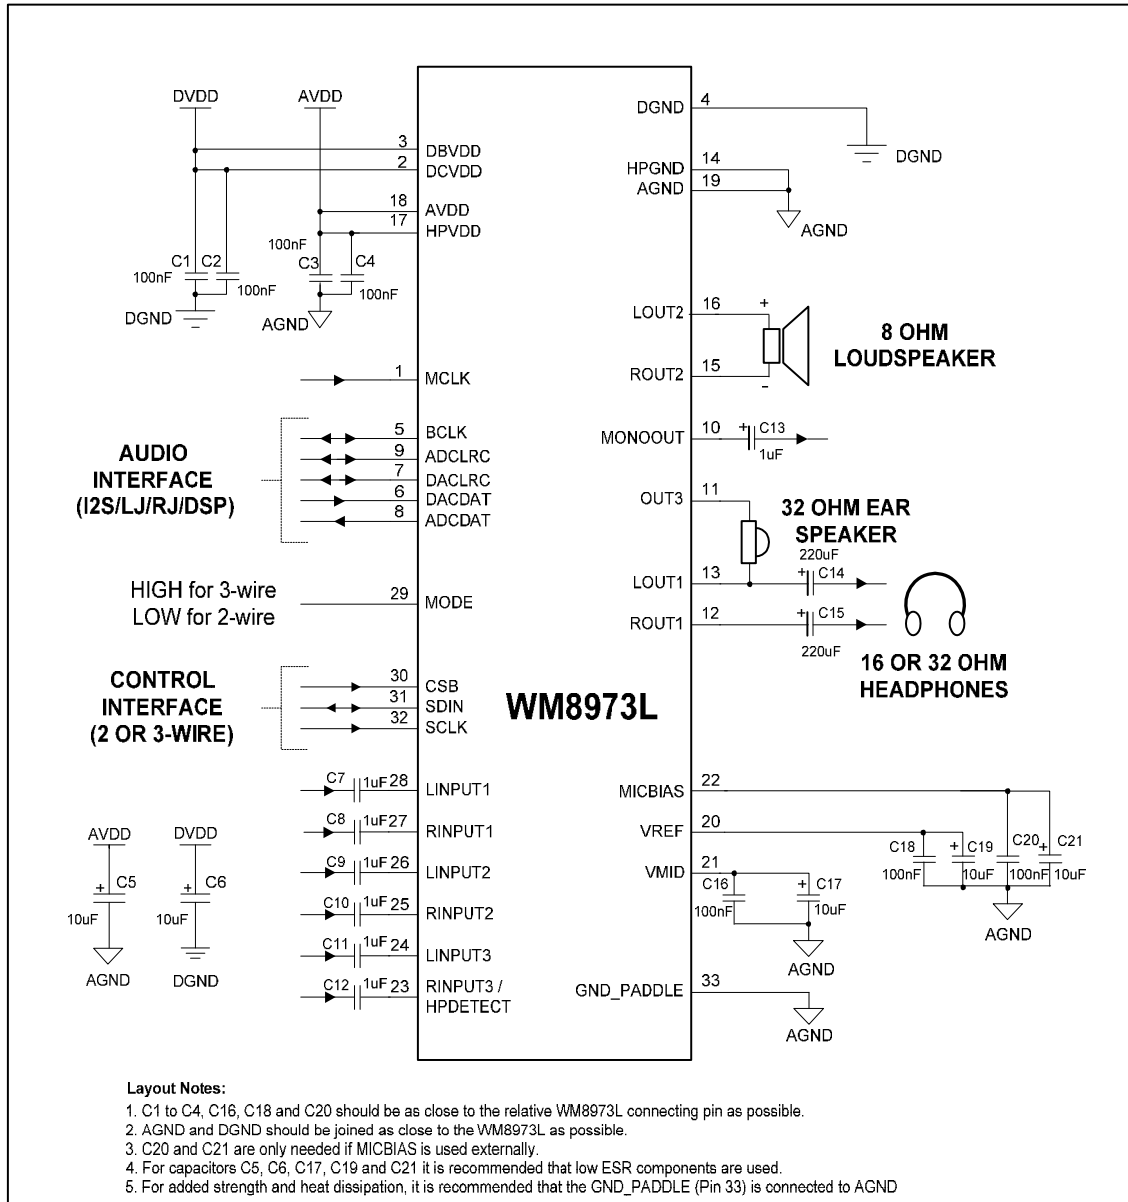 DVDD
AVDD
3 DBVDD
2 DCVDD
18 AVDD
17 HPVDD
100nF
C1 C2 C3 C4
100nF 100nF 100nF
DGND
AGND
1 MCLK
AUDIO
INTERFACE
(I2S/LJ/RJ/DSP)
5 BCLK
9 ADCLRC
7 DACLRC
6 DACDAT
8 ADCDAT
HIGH for 3-wire
LOW for 2-wire
29 MODE
CONTROL
INTERFACE
(2 OR 3-WIRE)
30 CSB
31 SDIN
32 SCLK
C7 1uF 28 LINPUT1
C8 1uF 27 RINPUT1
C9 1uF 26 LINPUT2
C10 1uF 25 RINPUT2
C11 1uF 24 LINPUT3
C12 1uF 23 RINPUT3 /
HPDETECT
AVDD
+ C5
10uF
AGND
DVDD
+ C6
10uF
DGND
WM8973L
DGND 4
DGND
HPGND 14
AGND 19
AGND
LOUT2 16
+
ROUT2 15
-
8 OHM
LOUDSPEAKER
MONOOUT 10 + C13
1uF
OUT3 11
32 OHM EAR
SPEAKER
220uF
LOUT1 13 + C14
ROUT1 12 + C15
220uF
16 OR 32 OHM
HEADPHONES
MICBIAS 22
VREF 20
C18 + C19 C20 + C21
100nF 10uF 100nF 10uF
AGND
VMID 21
C16 + C17
100nF 10uF
AGND
GND_PADDLE 33
AGND
Layout Notes:
1. C1 to C4, C16, C18 and C20 should be as close to the relative WM8973L connecting pin as possible.
2. AGND and DGND should be joined as close to the WM8973L as possible.
3. C20 and C21 are only needed if MICBIAS is used externally.
4. For capacitors C5, C6, C17, C19 and C21 it is recommended that low ESR components are used.
5. For added strength and heat dissipation, it is recommended that the GND_PADDLE (Pin 33) is connected to AGND